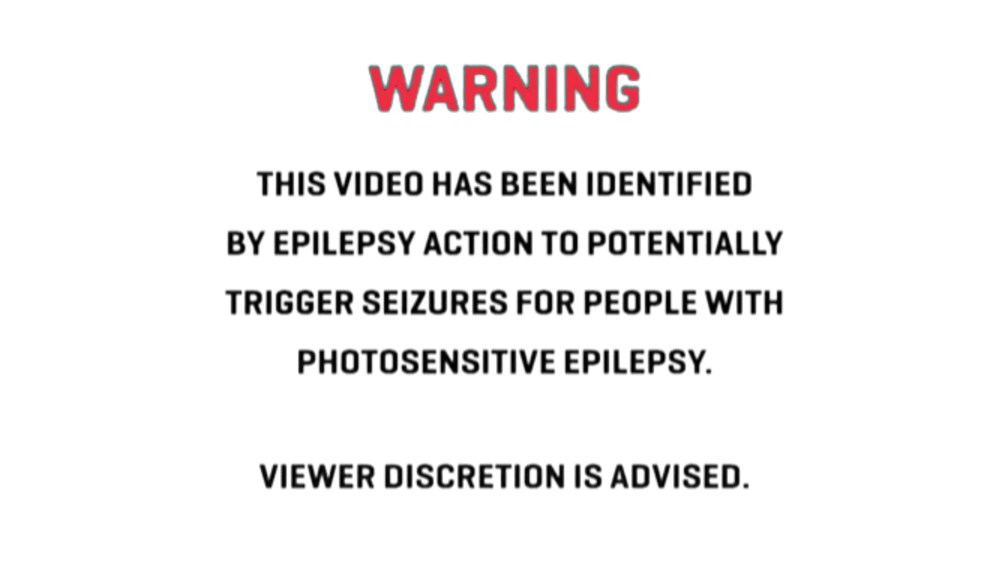 WARNING
THIS VIDEO HAS BEEN IDENTIFIED
BY EPILEPSY ACTION TO POTENTIALLY
TRIGGER SEIZURES FOR PEOPLE WITH
PHOTOSENSITIVE EPILEPSY.
VIEWER DISCRETION IS ADVISED.